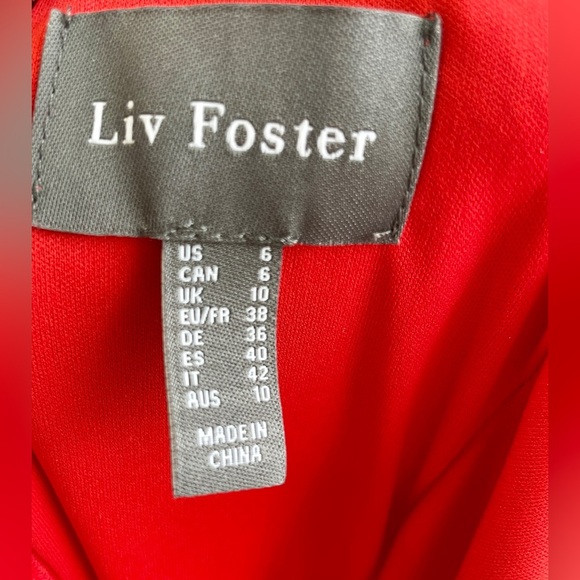 Liv Foster
US 6
CAN 6
UK 10
EU/FR 38
DE 36
ES 40
IT 42
AUS 10
MADE IN
CHINA